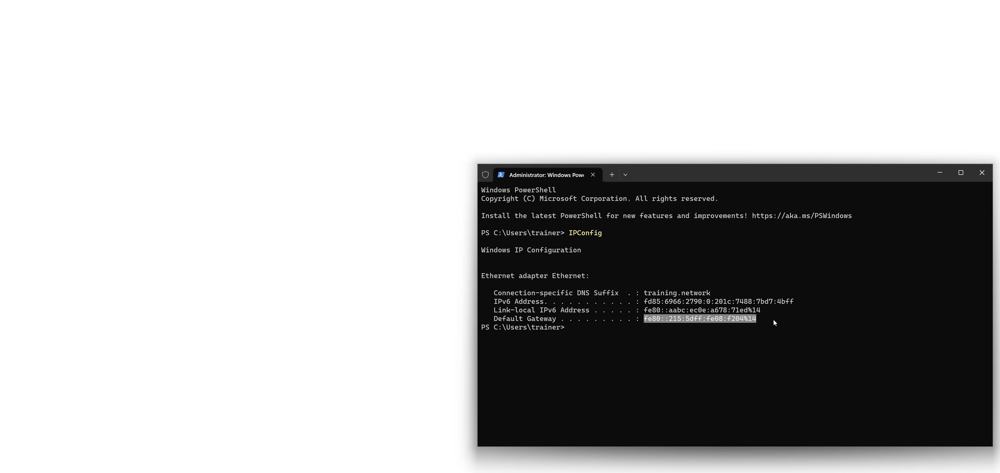 Administrator: Windows Powe
Windows PowerShell
Copyright (C) Microsoft Corporation. All rights reserved.
Install the latest PowerShell for new features and improvements! https://aka.ms/PSWindows
PS C:\Users\trainer> IPConfig
Windows IP Configuration
Ethernet adapter Ethernet:
Connection-specific DNS Suffix  . : training.network
IPv6 Address. . . . . . . . . . . : fd85:6966:2790:0:201c:7488:7bd7:4bff
Link-local IPv6 Address . . . . . : fe80::aabc:ec0e:a678:71ed%14
Default Gateway . . . . . . . . . : fe80::215:5dff:fe08:f204%14
PS C:\Users\trainer>